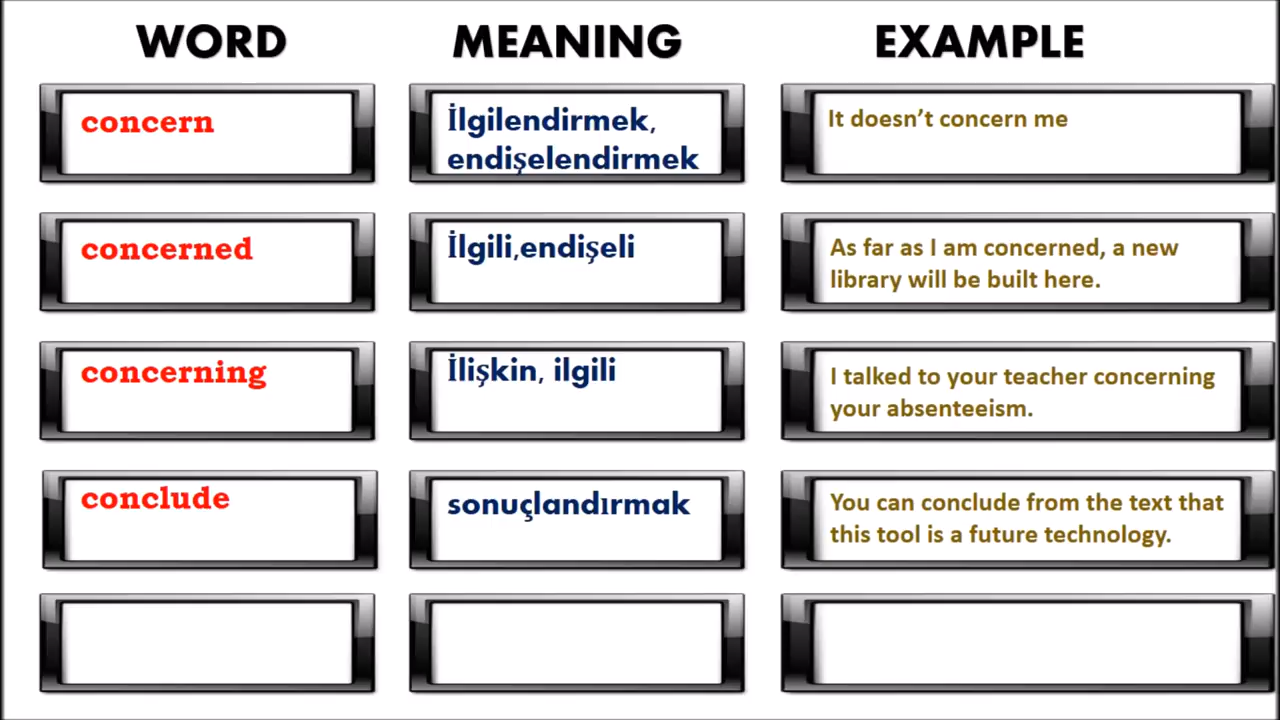 WORD MEANING EXAMPLE
concern
İlgilendirmek,
endişelendirmek
It doesn’t concern me
concerned
İlgili,endişeli
As far as I am concerned, a new
library will be built here.
concerning
İlişkin, ilgili
I talked to your teacher concerning
your absenteeism.
conclude
sonuçlandırmak
You can conclude from the text that
this tool is a future technology.